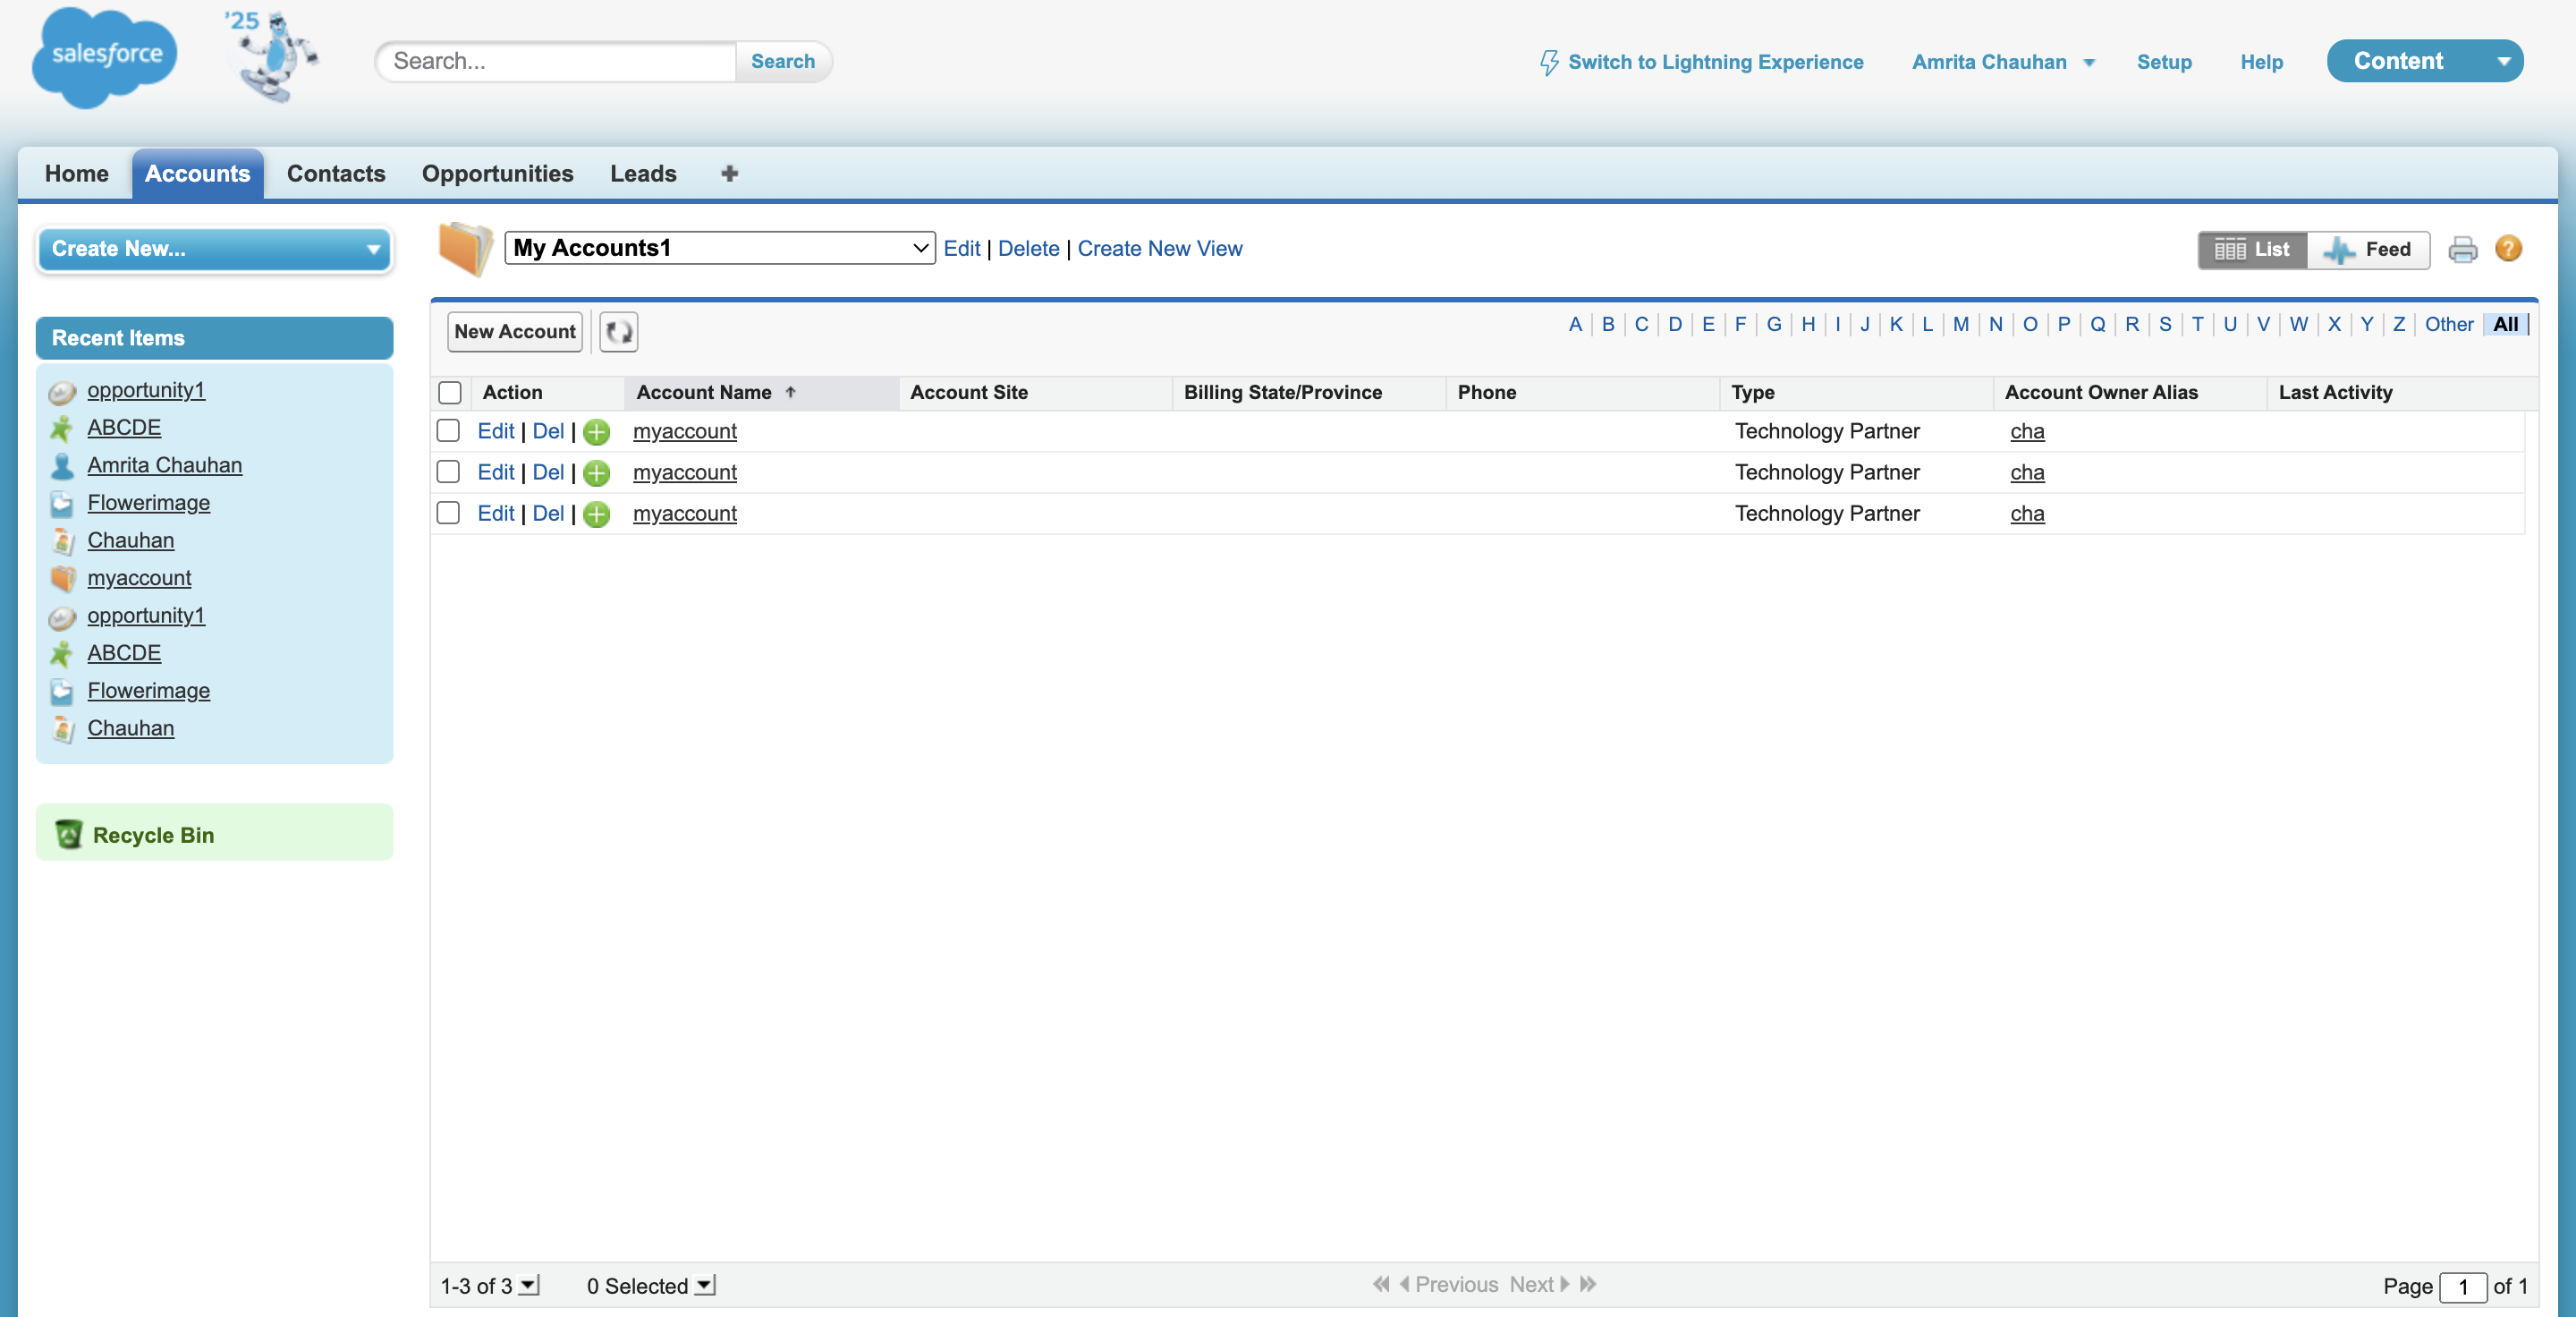 salesforce
'25
Search...
Search
Switch to Lightning Experience
Amrita Chauhan
Setup
Help
Content
Home
Accounts
Contacts
Opportunities
Leads
Create New...
My Accounts1
Edit | Delete | Create New View
List
Feed
Recent Items
opportunity1
ABCDE
Amrita Chauhan
Flowerimage
Chauhan
myaccount
opportunity1
ABCDE
Flowerimage
Chauhan
Recycle Bin
New Account
A | B | C | D | E | F | G | H | I | J | K | L | M | N | O | P | Q | R | S | T | U | V | W | X | Y | Z | Other | All
Action Account Name Account Site Billing State/Province Phone Type Account Owner Alias Last Activity
Edit | Del | myaccount Technology Partner cha
Edit | Del | myaccount Technology Partner cha
Edit | Del | myaccount Technology Partner cha
1-3 of 3
0 Selected
Previous Next
Page 1 of 1